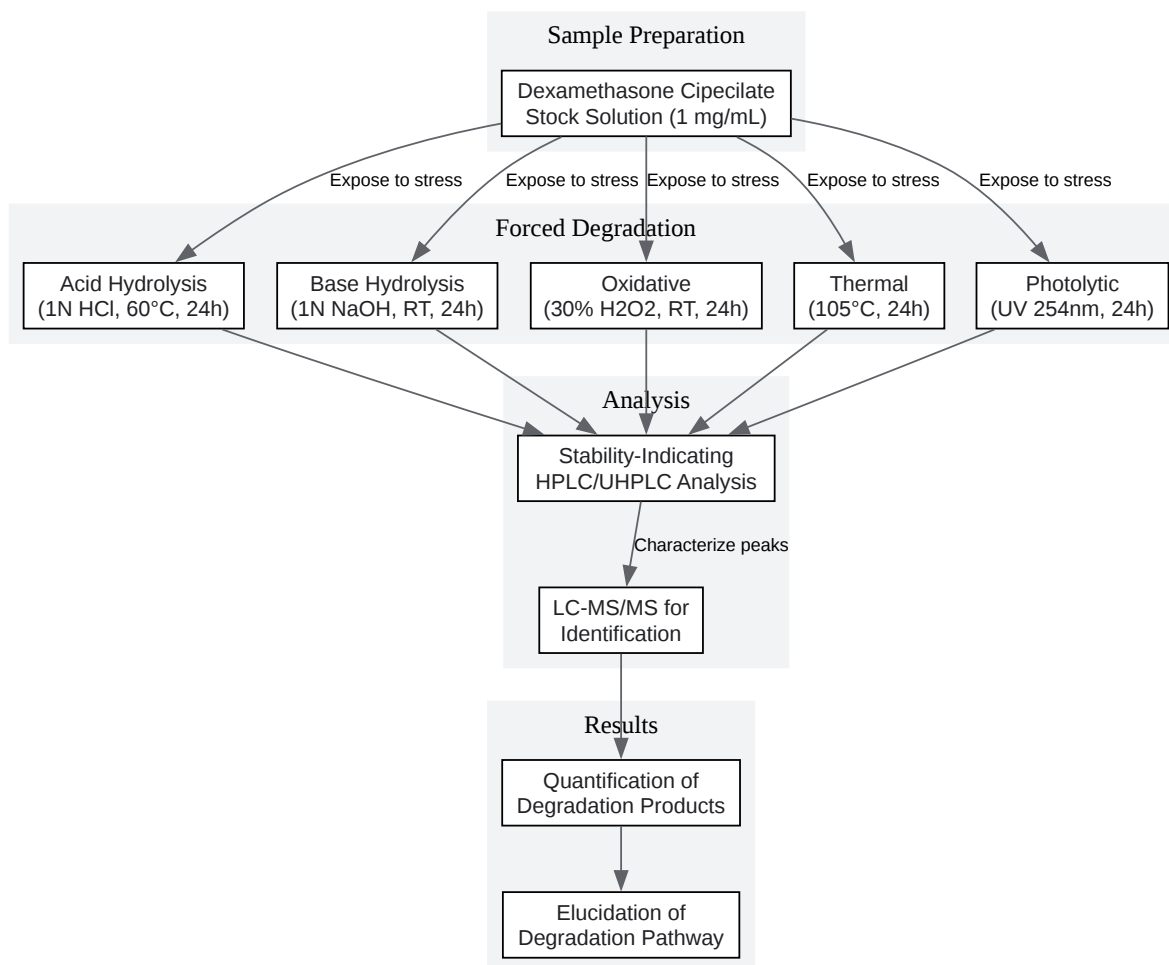 Sample Preparation
Dexamethasone Cipecilate
Stock Solution (1 mg/mL)
Expose to stress
Expose to stress
Expose to stress
Expose to stress
Expose to stress
Forced Degradation
Acid Hydrolysis
(1N HCl, 60°C, 24h)
Base Hydrolysis
(1N NaOH, RT, 24h)
Oxidative
(30% H2O2, RT, 24h)
Thermal
(105°C, 24h)
Photolytic
(UV 254nm, 24h)
Analysis
Stability-Indicating
HPLC/UHPLC Analysis
Characterize peaks
LC-MS/MS for
Identification
Results
Quantification of
Degradation Products
Elucidation of
Degradation Pathway